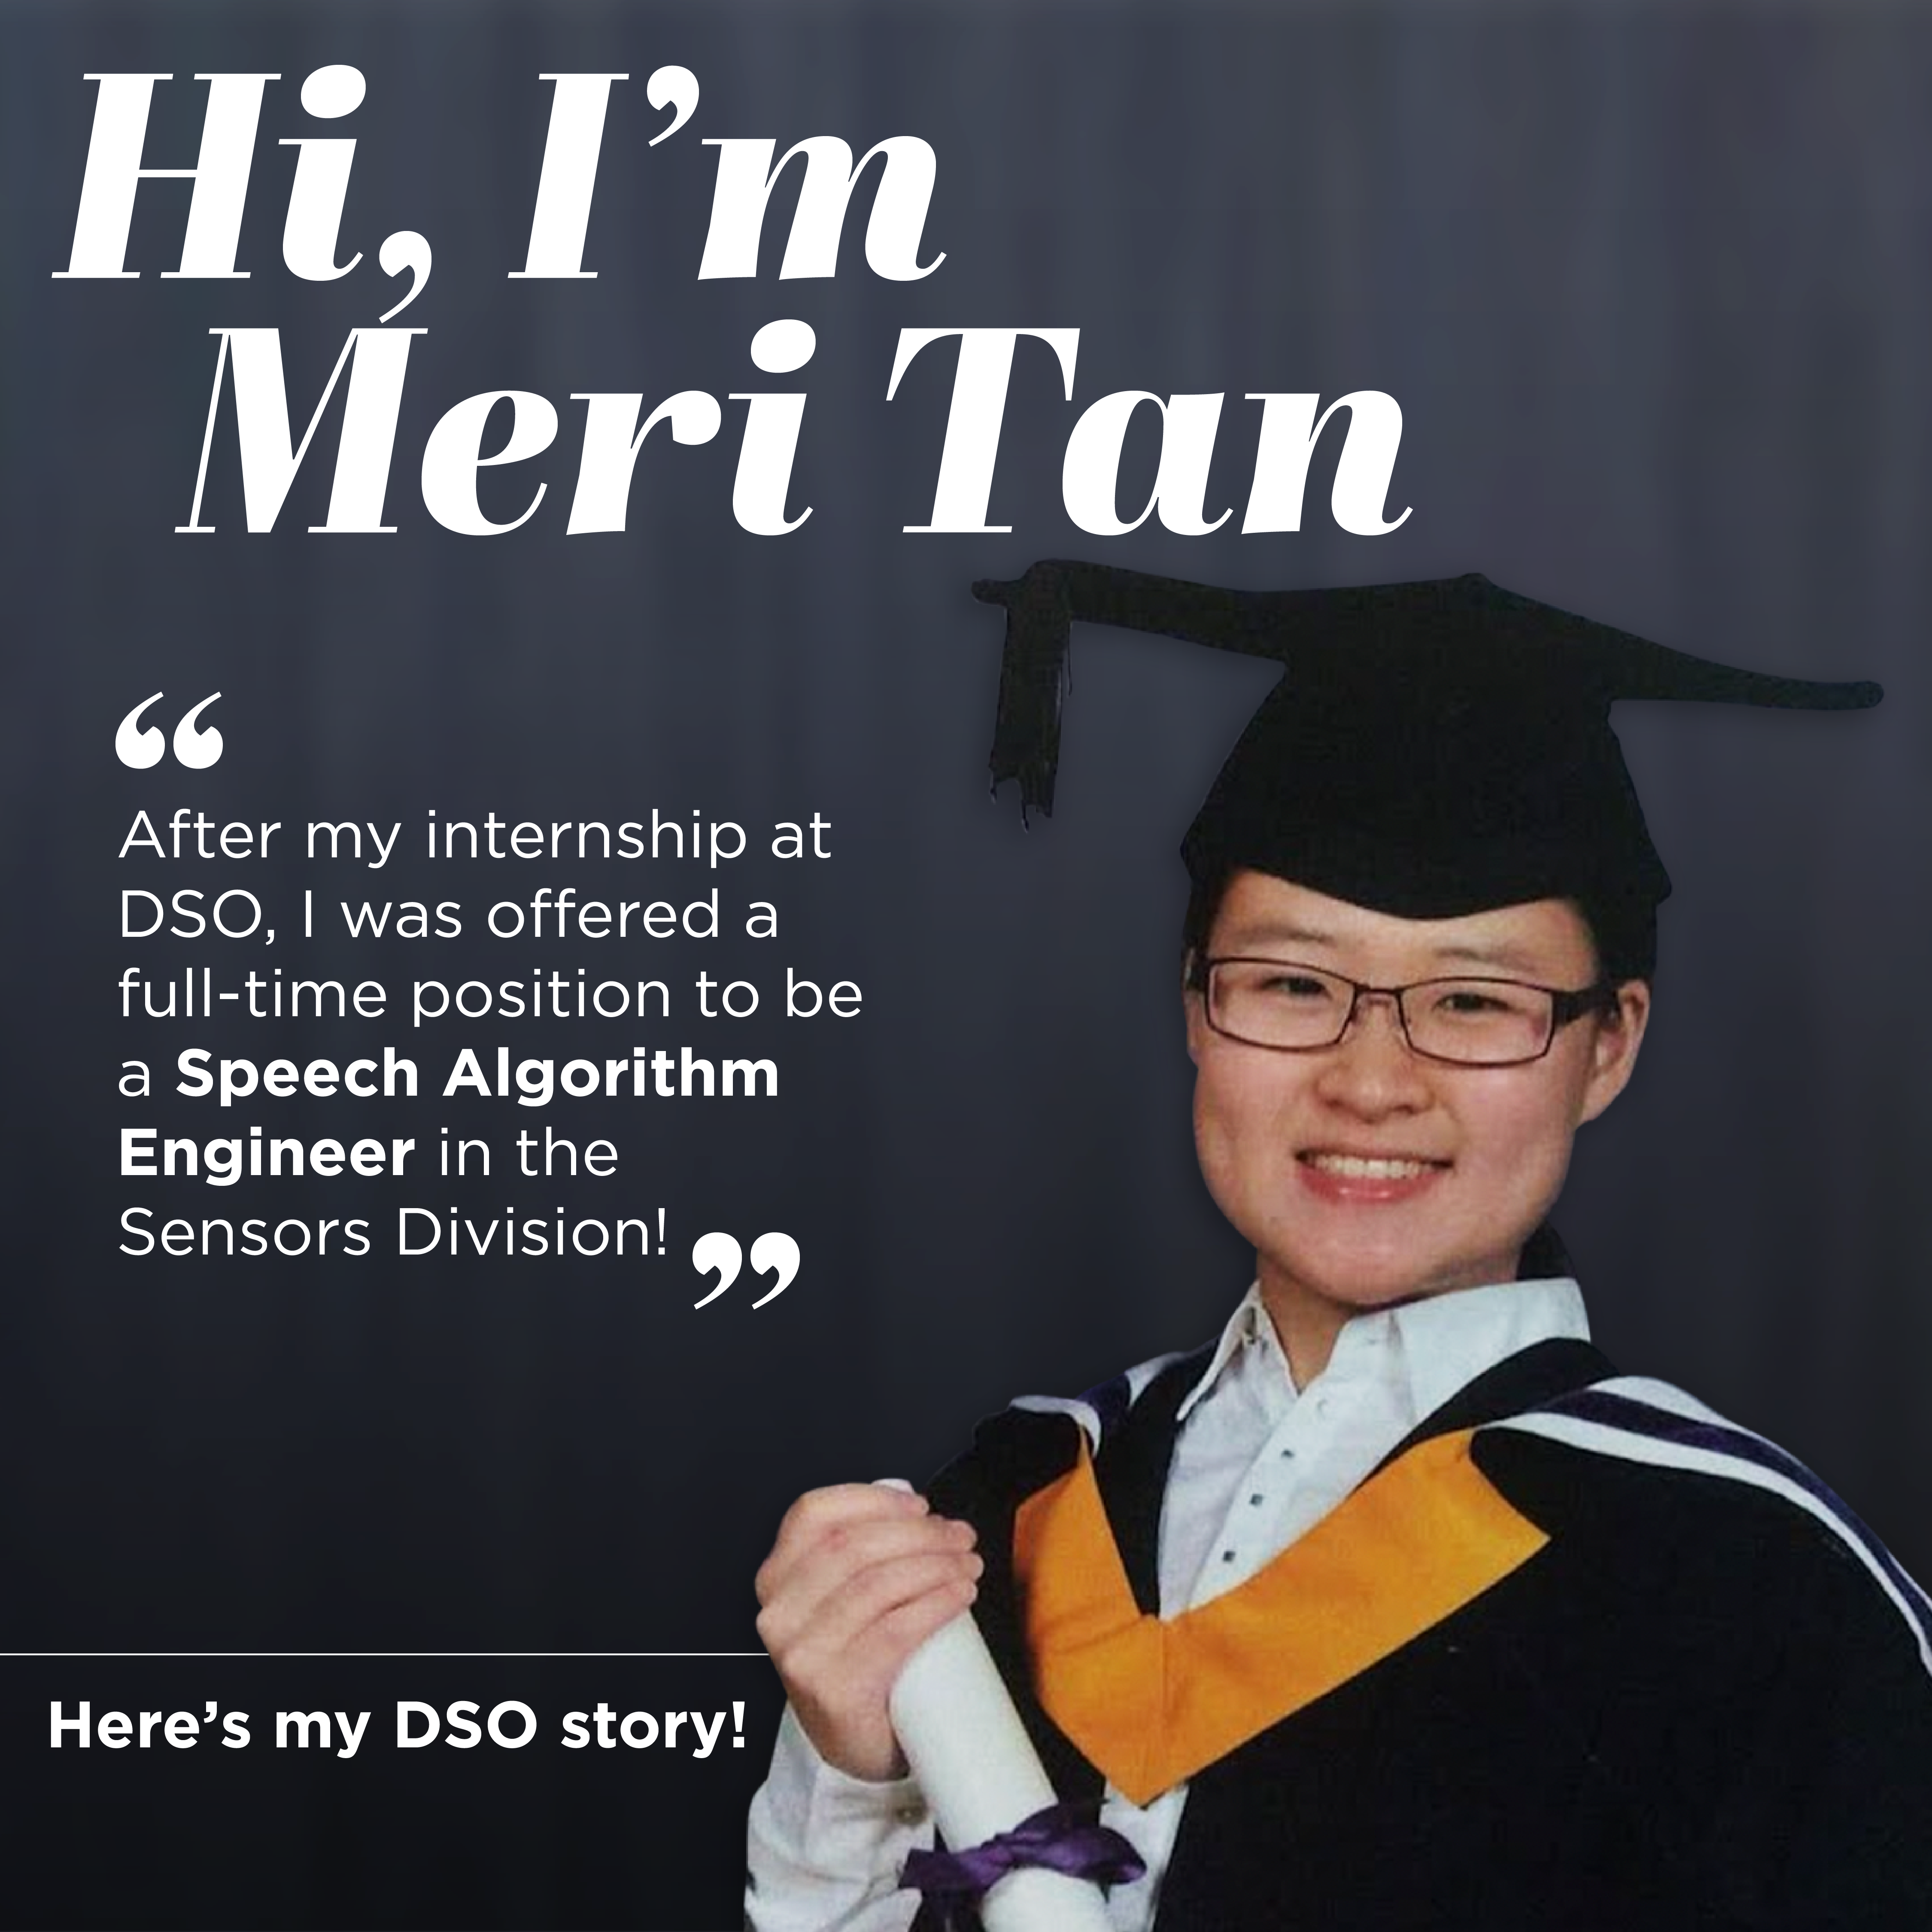 Hi, I’m
Meri Tan
“
After my internship at
DSO, I was offered a
full-time position to be
a Speech Algorithm
Engineer in the
Sensors Division! ”
Here’s my DSO story!